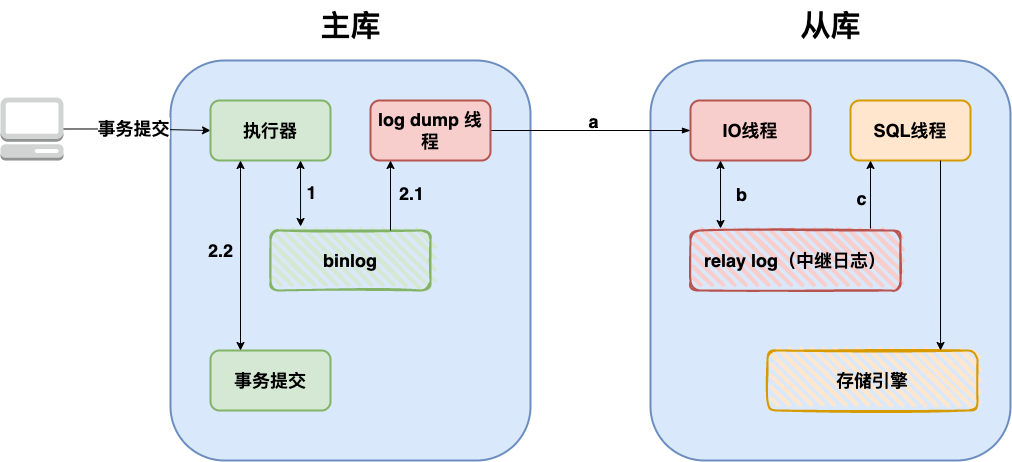 主库
从库
事务提交
执行器
log dump 线
程
a
IO线程
SQL线程
1
2.1
b
c
2.2
binlog
relay log（中继日志）
事务提交
存储引擎